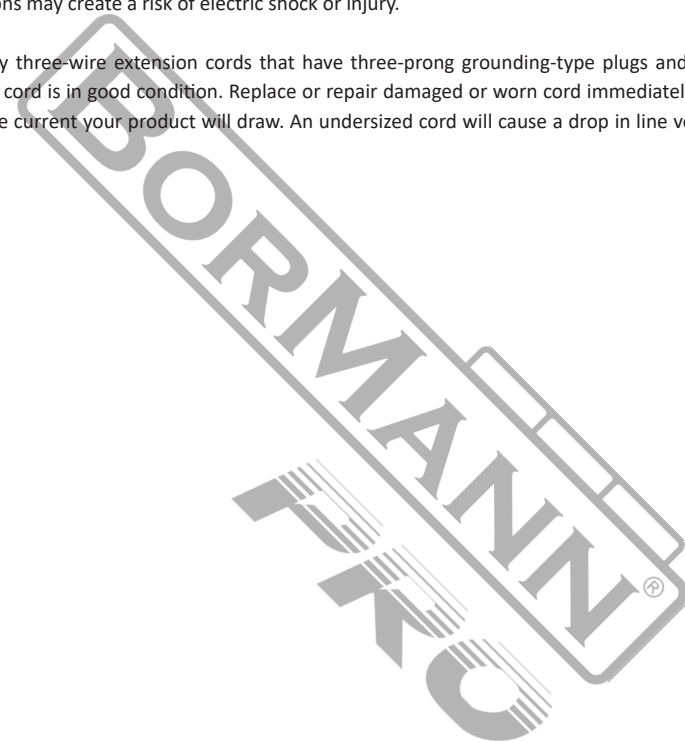 ons may create a risk of electric shock or injury.
y three-wire extension cords that have three-prong grounding-type plugs and
cord is in good condition. Replace or repair damaged or worn cord immediatel
e current your product will draw. An undersized cord will cause a drop in line v
BORMANN®
PRO